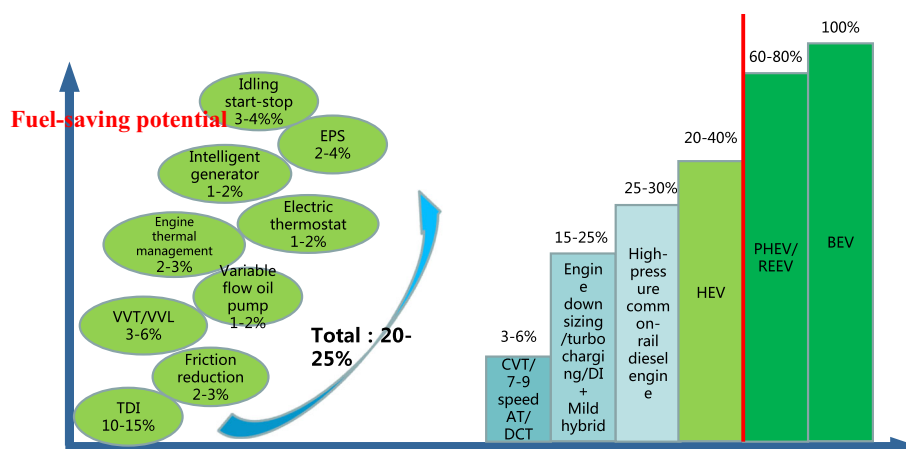 Fuel-saving potential
Idling
start-stop
3-4%%
EPS
2-4%
Intelligent
generator
1-2%
Electric
thermostat
1-2%
Engine
thermal
management
2-3%
Variable
flow oil
pump
1-2%
VVT/VVL
3-6%
Friction
reduction
2-3%
TDI
10-15%
Total：20-
25%
3-6%
CVT/
7-9
speed
AT/
DCT
15-25%
Engin
e
down
sizing
/turbo
chargi
ng/DI
+
Mild
hybrid
25-30%
High-
press
ure
comm
on-
rail
diesel
engin
e
20-40%
HEV
60-80%
PHEV/
REEV
100%
BEV